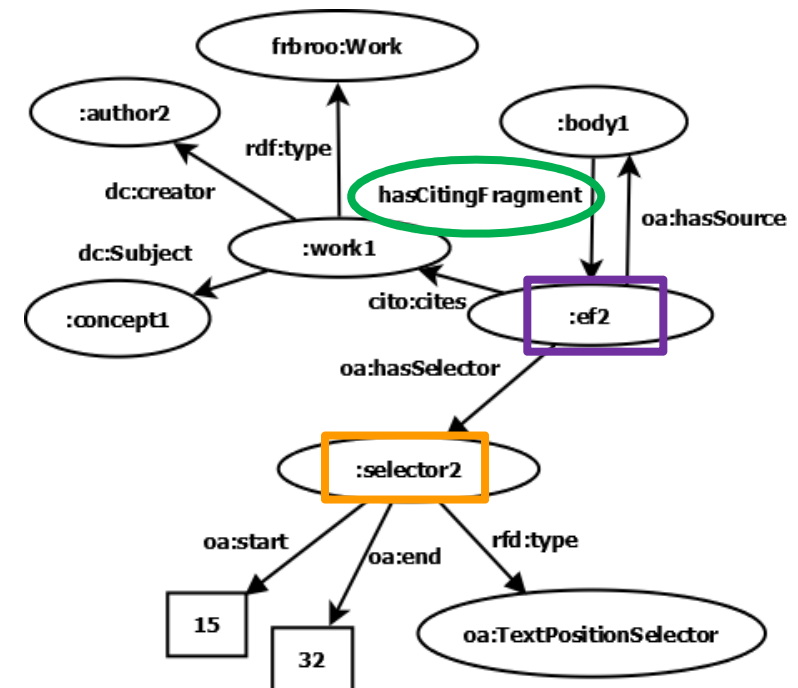 frbroo:Work
:author2
:body1
rdf:type
dc:creator
hasCitingFragment
oa:hasSource
:work1
dc:Subject
cito:cites
:concept1
:ef2
oa:hasSelector
:selector2
oa:start
oa:end
rfd:type
15
oa:TextPositionSelector
32